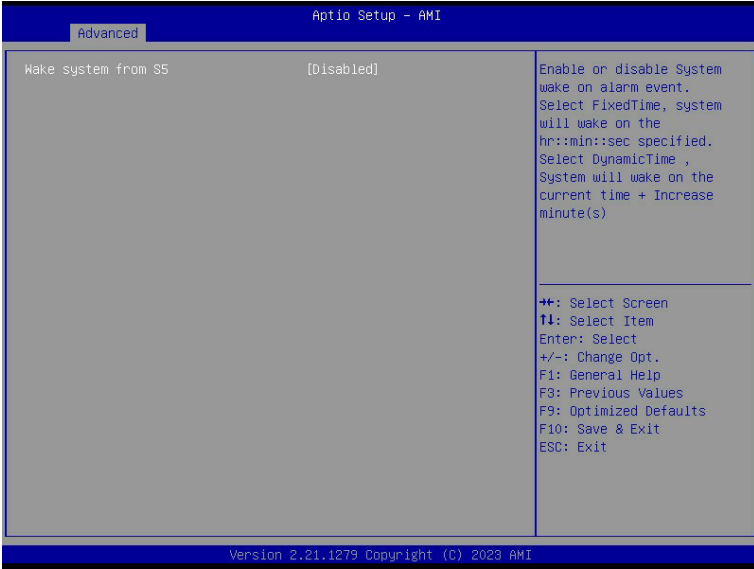 Aptio Setup – AMI
Advanced
Wake system from S5 [Disabled]
Enable or disable System
wake on alarm event.
Select FixedTime, system
will wake on the
hr::min::sec specified.
Select DynamicTime ,
System will wake on the
current time + Increase
minute(s)
→←: Select Screen
↑↓: Select Item
Enter: Select
+/-: Change Opt.
F1: General Help
F3: Previous Values
F9: Optimized Defaults
F10: Save & Exit
ESC: Exit
Version 2.21.1279 Copyright (C) 2023 AMI